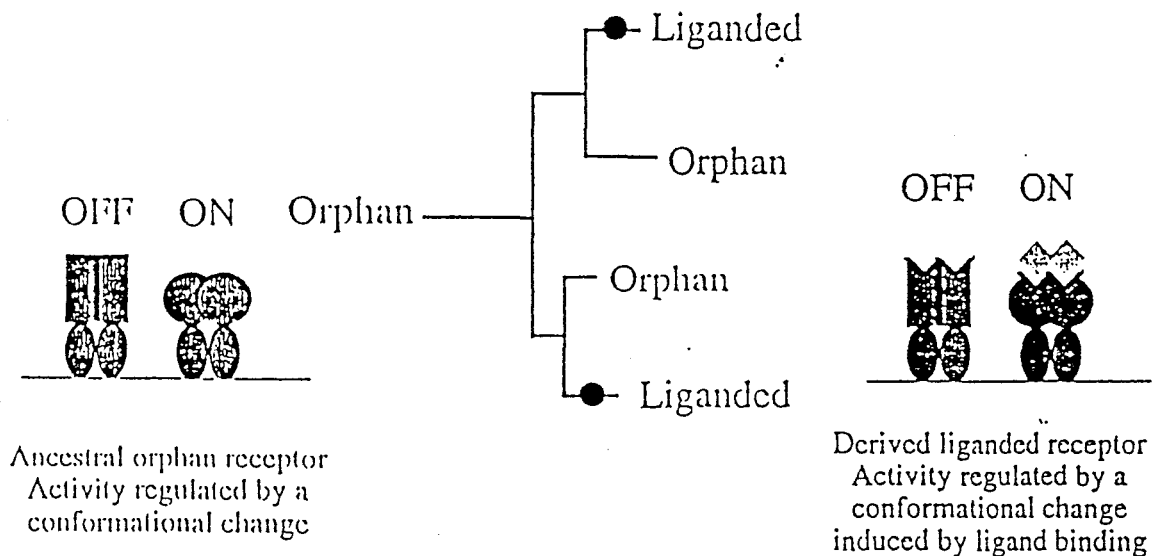 Liganded
Orphan
OFF ON
Orphan
OFF ON
Orphan
Liganded
Ancestral orphan receptor
Activity regulated by a
conformational change
Derived liganded receptor
Activity regulated by a
conformational change
induced by ligand binding